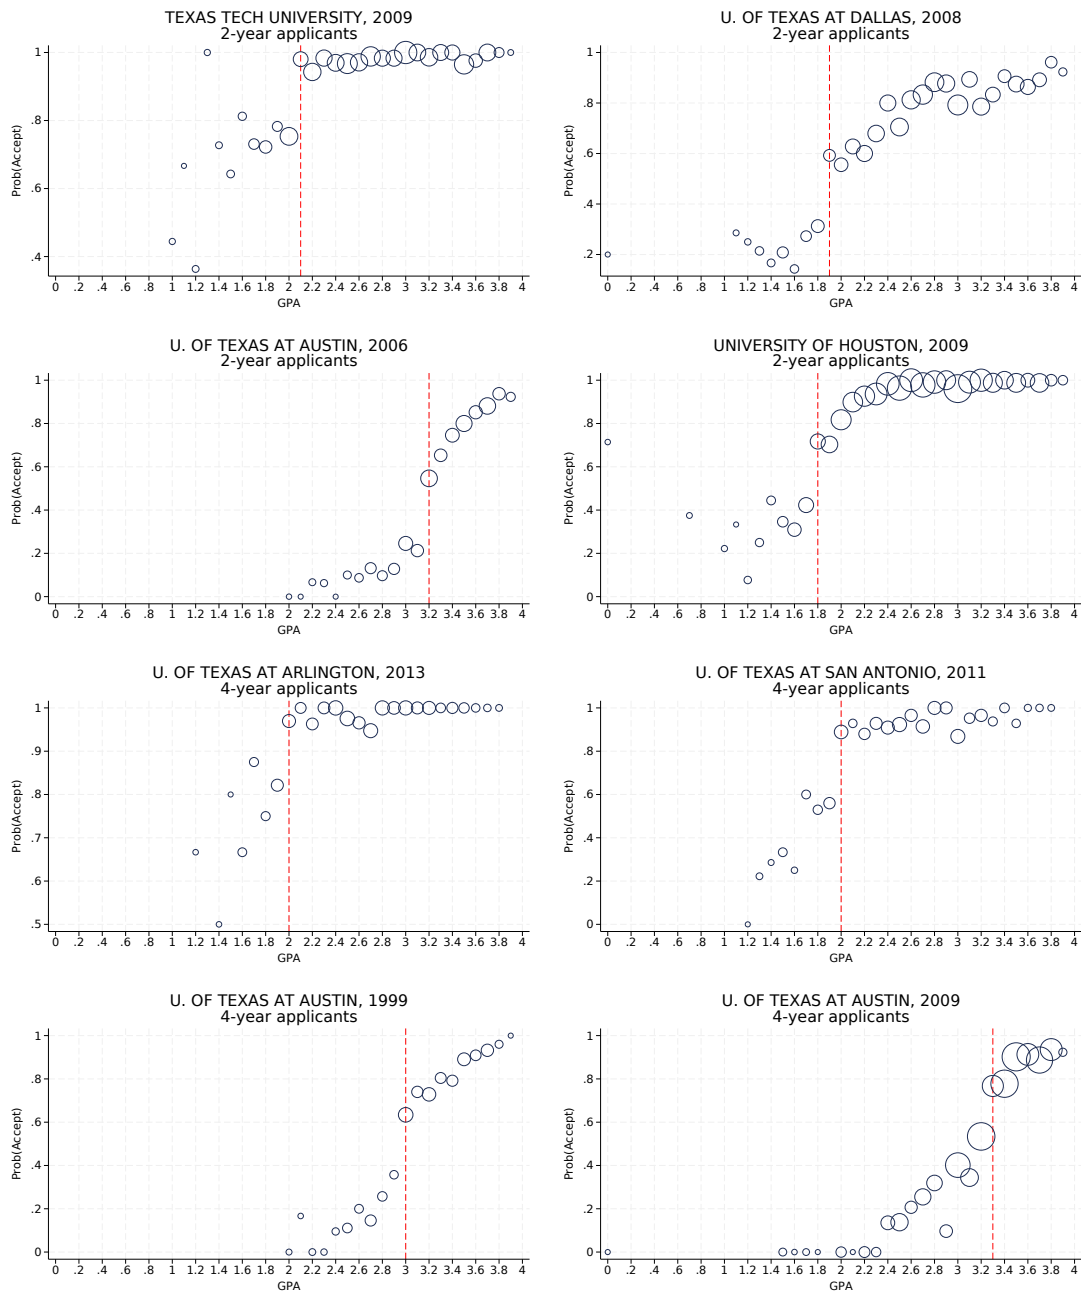 TEXAS TECH UNIVERSITY, 2009
2-year applicants
Prob(Accept)
1
.8
.6
.4
0 .2 .4 .6 .8 1 1.2 1.4 1.6 1.8 2 2.2 2.4 2.6 2.8 3 3.2 3.4 3.6 3.8 4
GPA
U. OF TEXAS AT DALLAS, 2008
2-year applicants
Prob(Accept)
1
.8
.6
.4
.2
0 .2 .4 .6 .8 1 1.2 1.4 1.6 1.8 2 2.2 2.4 2.6 2.8 3 3.2 3.4 3.6 3.8 4
GPA
U. OF TEXAS AT AUSTIN, 2006
2-year applicants
Prob(Accept)
1
.8
.6
.4
.2
0
0 .2 .4 .6 .8 1 1.2 1.4 1.6 1.8 2 2.2 2.4 2.6 2.8 3 3.2 3.4 3.6 3.8 4
GPA
UNIVERSITY OF HOUSTON, 2009
2-year applicants
Prob(Accept)
1
.8
.6
.4
.2
0
0 .2 .4 .6 .8 1 1.2 1.4 1.6 1.8 2 2.2 2.4 2.6 2.8 3 3.2 3.4 3.6 3.8 4
GPA
U. OF TEXAS AT ARLINGTON, 2013
4-year applicants
Prob(Accept)
1
.9
.8
.7
.6
.5
0 .2 .4 .6 .8 1 1.2 1.4 1.6 1.8 2 2.2 2.4 2.6 2.8 3 3.2 3.4 3.6 3.8 4
GPA
U. OF TEXAS AT SAN ANTONIO, 2011
4-year applicants
Prob(Accept)
1
.8
.6
.4
.2
0
0 .2 .4 .6 .8 1 1.2 1.4 1.6 1.8 2 2.2 2.4 2.6 2.8 3 3.2 3.4 3.6 3.8 4
GPA
U. OF TEXAS AT AUSTIN, 1999
4-year applicants
Prob(Accept)
1
.8
.6
.4
.2
0
0 .2 .4 .6 .8 1 1.2 1.4 1.6 1.8 2 2.2 2.4 2.6 2.8 3 3.2 3.4 3.6 3.8 4
GPA
U. OF TEXAS AT AUSTIN, 2009
4-year applicants
Prob(Accept)
1
.8
.6
.4
.2
0
0 .2 .4 .6 .8 1 1.2 1.4 1.6 1.8 2 2.2 2.4 2.6 2.8 3 3.2 3.4 3.6 3.8 4
GPA